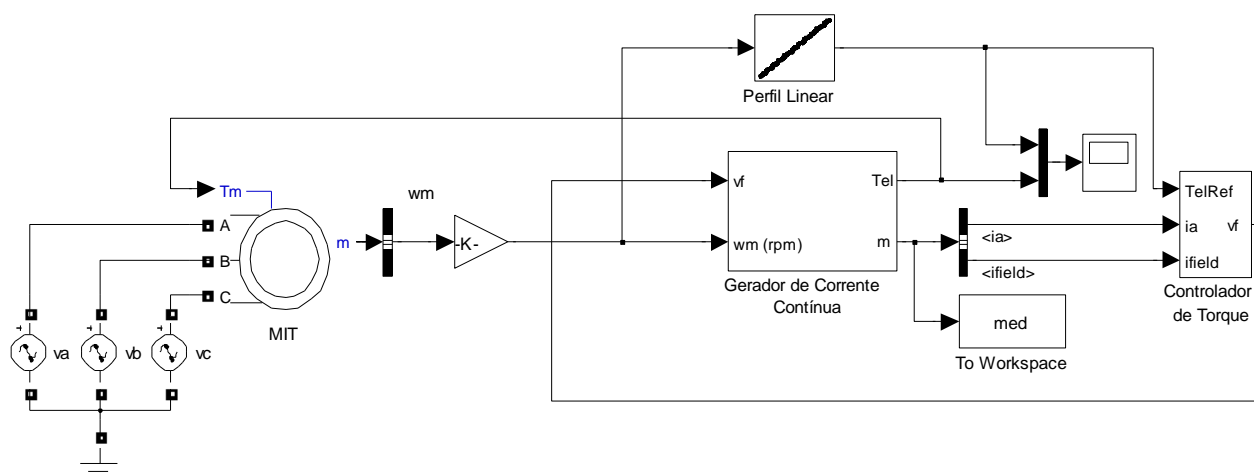 Perfil Linear
Tm
A
B
C
m
MIT
va
vb
vc
wm
-K-
vf
wm (rpm)
Tel
m
Gerador de Corrente
Contínua
<ia>
<ifield>
med
To Workspace
TelRef
ia
ifield
vf
Controlador
de Torque